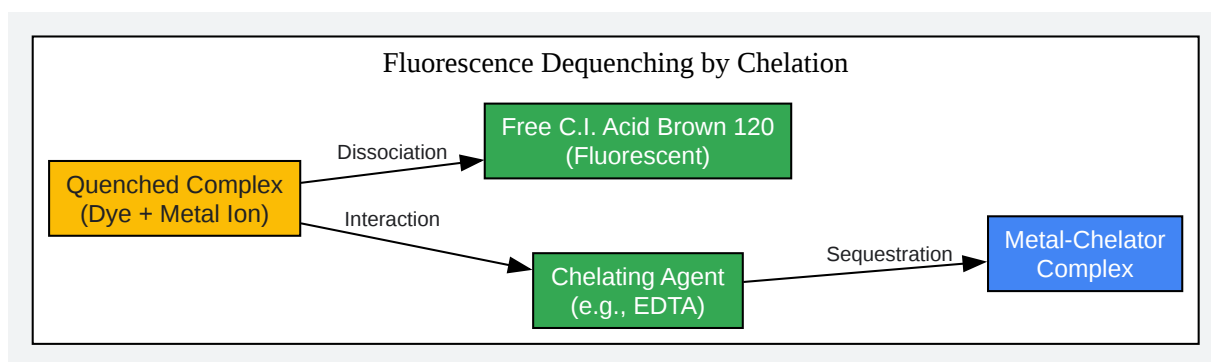 Fluorescence Dequenching by Chelation
Free C.I. Acid Brown 120
(Fluorescent)
Dissociation
Quenched Complex
(Dye + Metal Ion)
Interaction
Chelating Agent
(e.g., EDTA)
Sequestration
Metal-Chelator
Complex